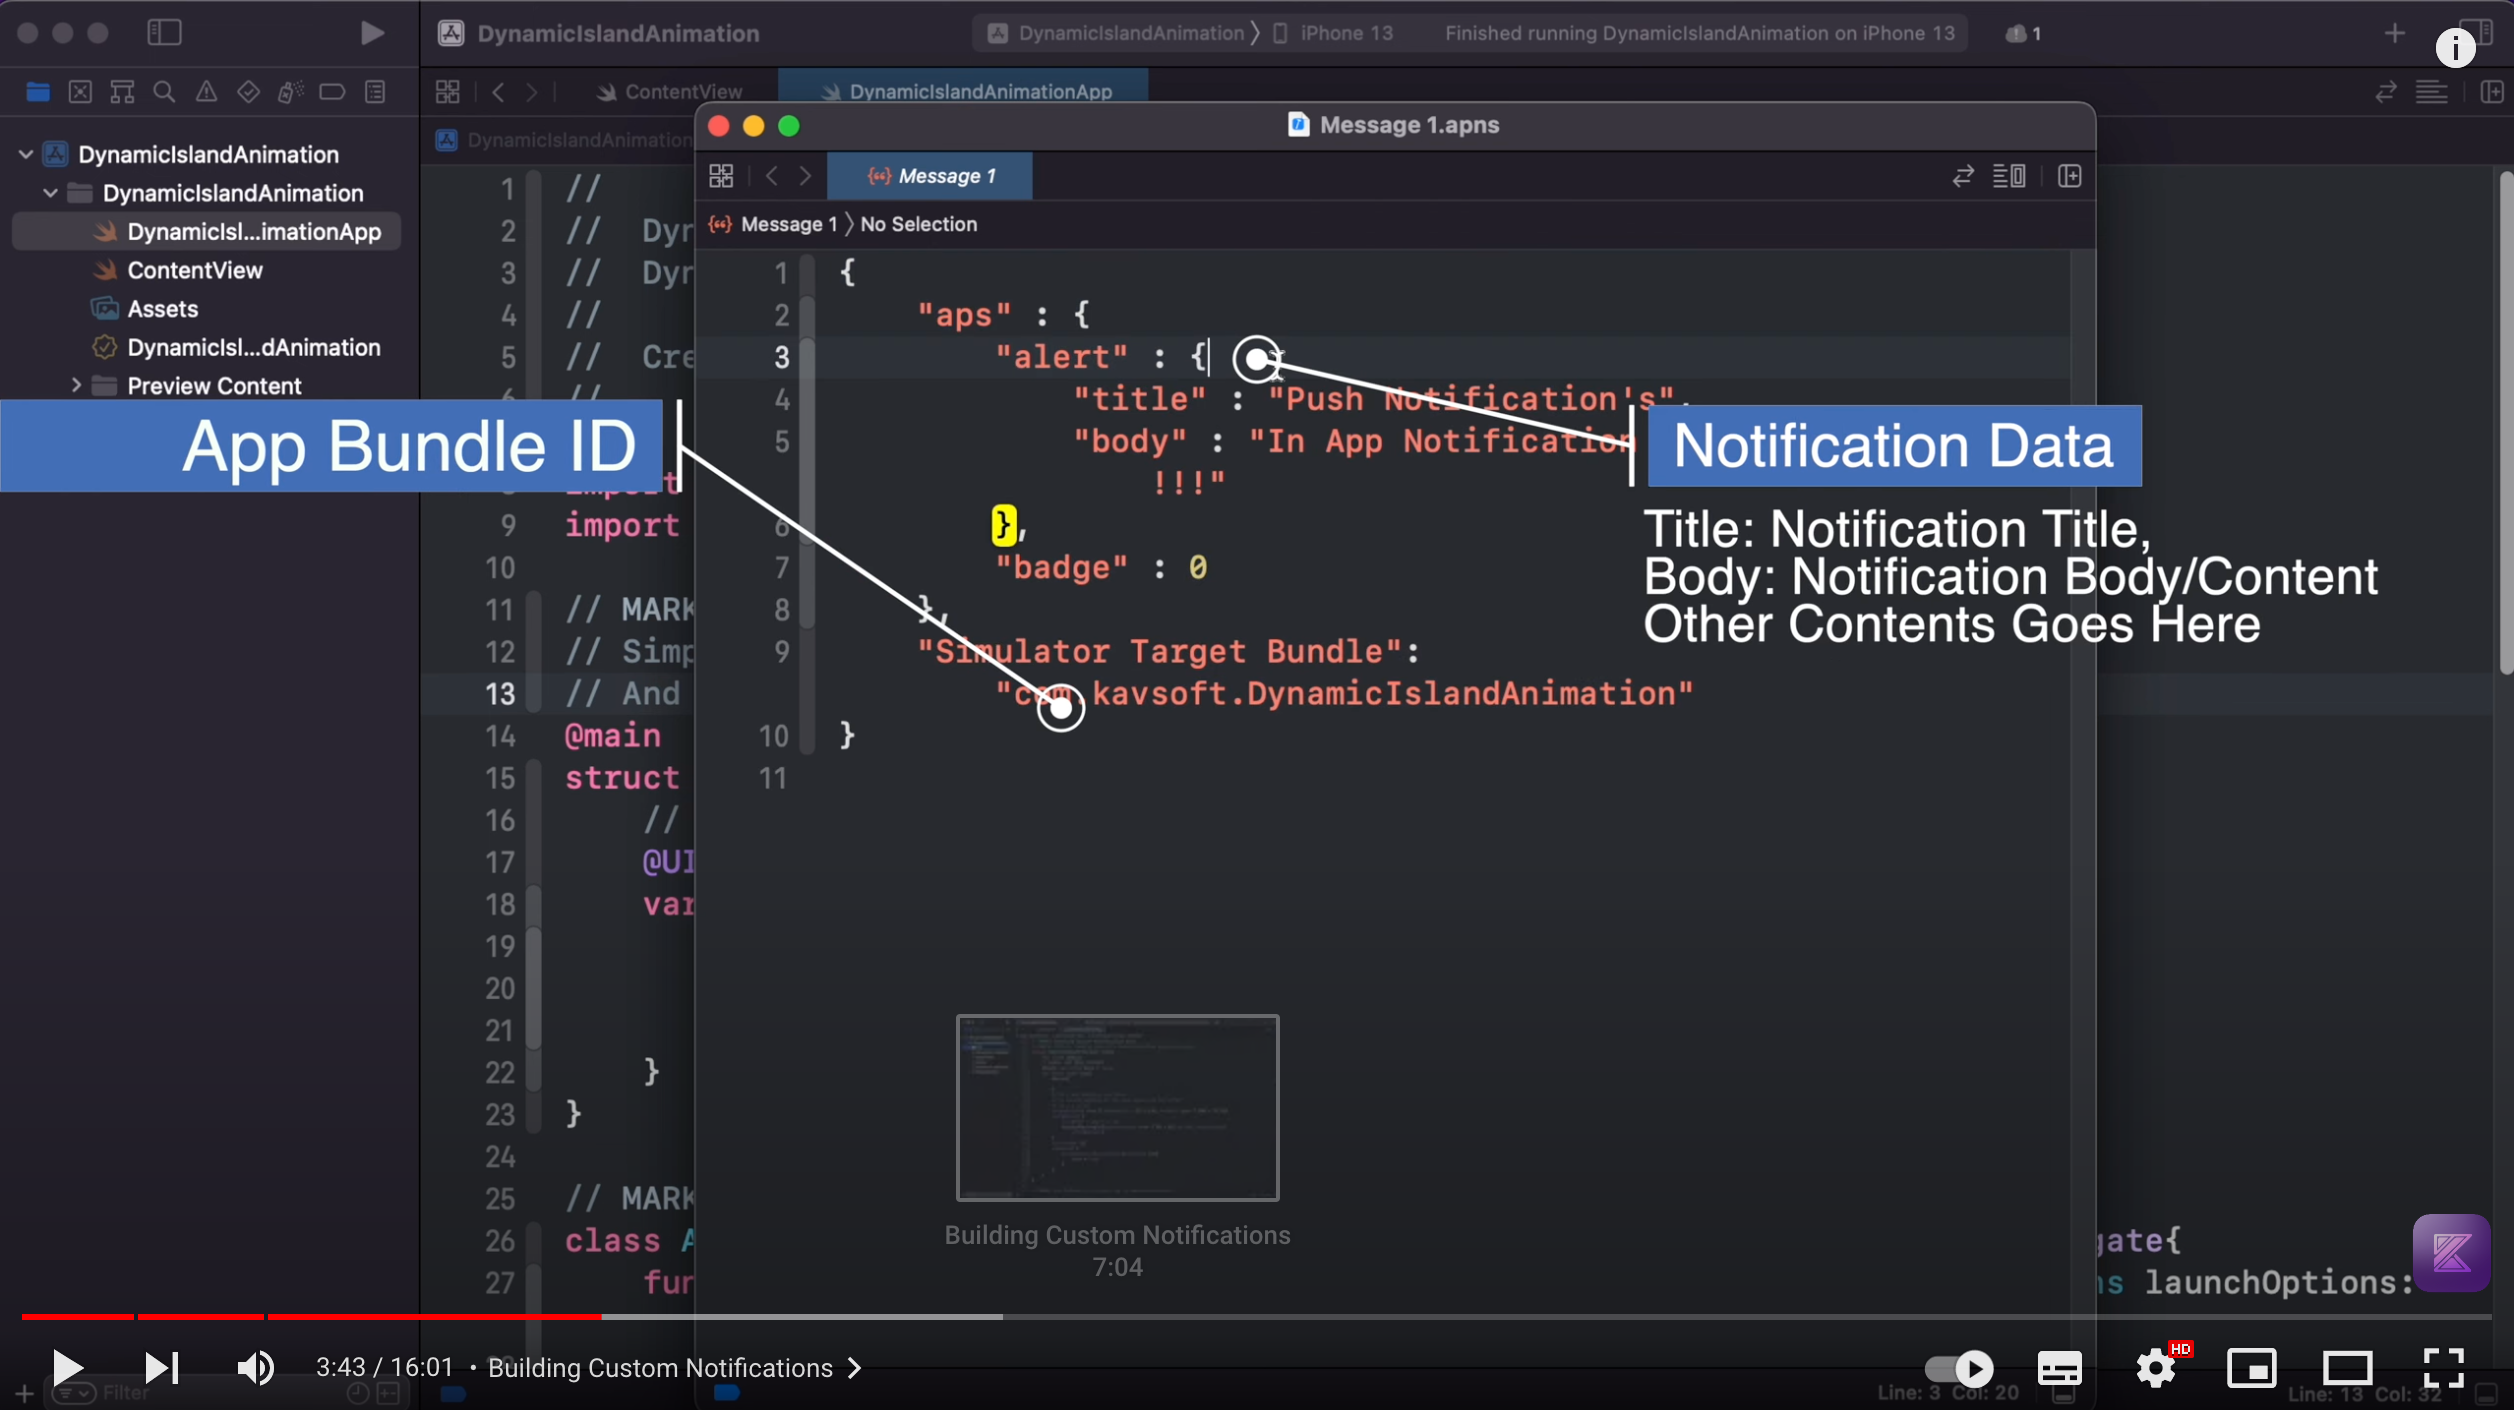 DynamicIslandAnimation
DynamicIslandAnimation 〉 iPhone 13
Finished running DynamicIslandAnimation on iPhone 13
1
ContentView
DynamicIslandAnimationApp
DynamicIslandAnimation
DynamicIslandAnimation
DynamicIsl...imationApp
ContentView
Assets
DynamicIsl...dAnimation
Preview Content
Filter
DynamicIslandAnimation
1 //
2 // Dyn
3 // Dyn
4 //
5 // Cre
6 //
import
9 import
10
11 // MARK
12 // Simp
13 // And
14 @main
15 struct
16 //
17 @UI
18 var
19
20
21
22 }
23 }
24
25 // MARK
26 class A
27 fun
gate{
ns launchOptions:
Message 1.apns
Message 1
Message 1 〉 No Selection
1 {
2 "aps" : {
3 "alert" : {
4 "title" : "Push Notification's",
5 "body" : "In App Notification
!!!"
6 },
7 "badge" : 0
8 },
9 "Simulator Target Bundle":
"com.kavsoft.DynamicIslandAnimation"
10 }
11
App Bundle ID
Notification Data
Title: Notification Title,
Body: Notification Body/Content
Other Contents Goes Here
Building Custom Notifications
7:04
3:43 / 16:01 • Building Custom Notifications
HD
Line: 3 Col: 20
Line: 13 Col: 32